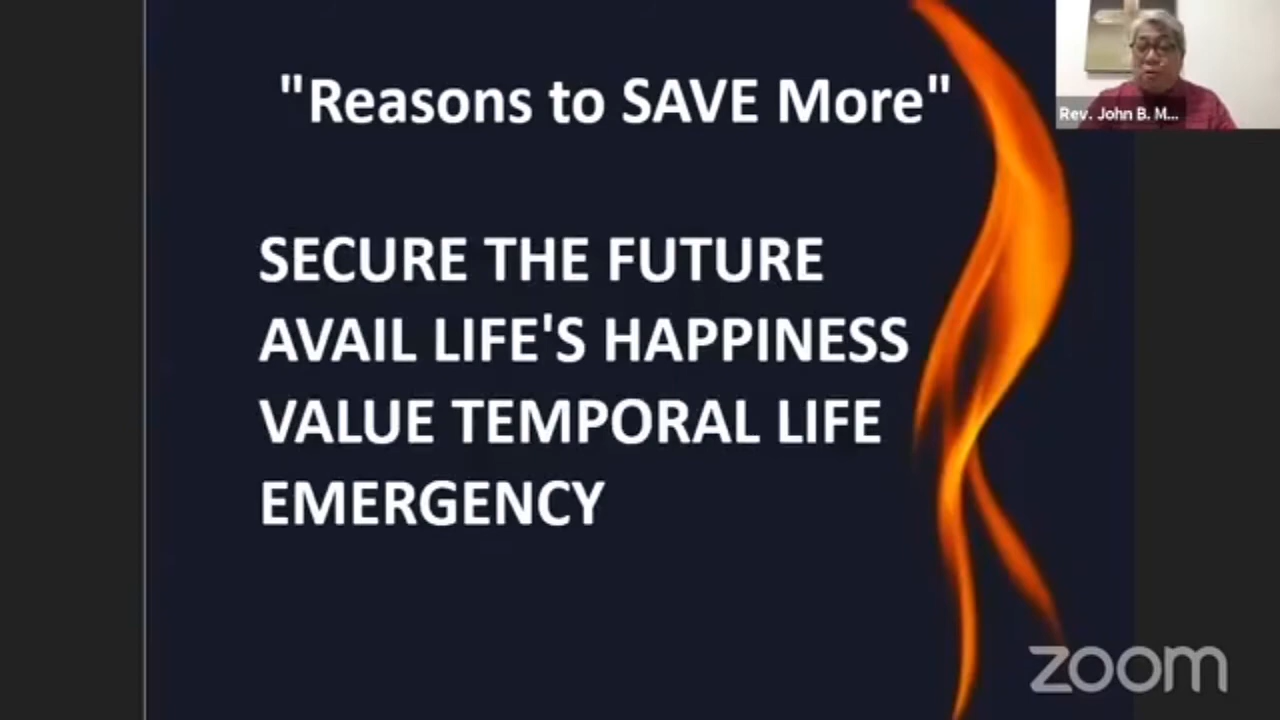 "Reasons to SAVE More"
Rev. John B. M...
SECURE THE FUTURE
AVAIL LIFE'S HAPPINESS
VALUE TEMPORAL LIFE
EMERGENCY
zoom